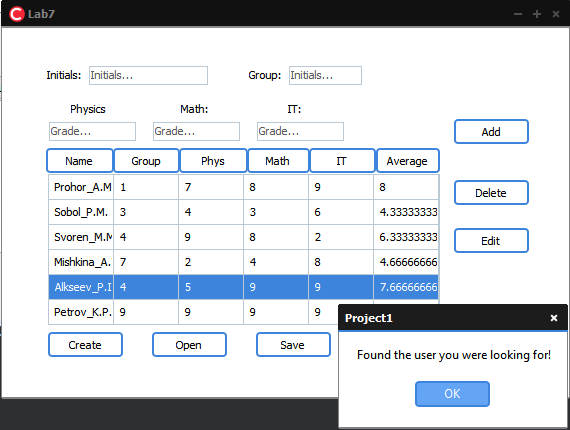 Lab7
Initials: Initials... Group: Initials...
Physics Math: IT:
Grade... Grade... Grade...
Add
Name Group Phys Math IT Average
Prohor_A.M 1 7 8 9 8
Delete
Sobol_P.M. 3 4 3 6 4.33333333
Svoren_M.M 4 9 8 2 6.33333333
Edit
Mishkina_A. 7 2 4 8 4.66666666
Alkseev_P.I 4 5 9 9 7.66666666
Petrov_K.P. 9 9 9 9
Project1
Create Open Save
Found the user you were looking for!
OK